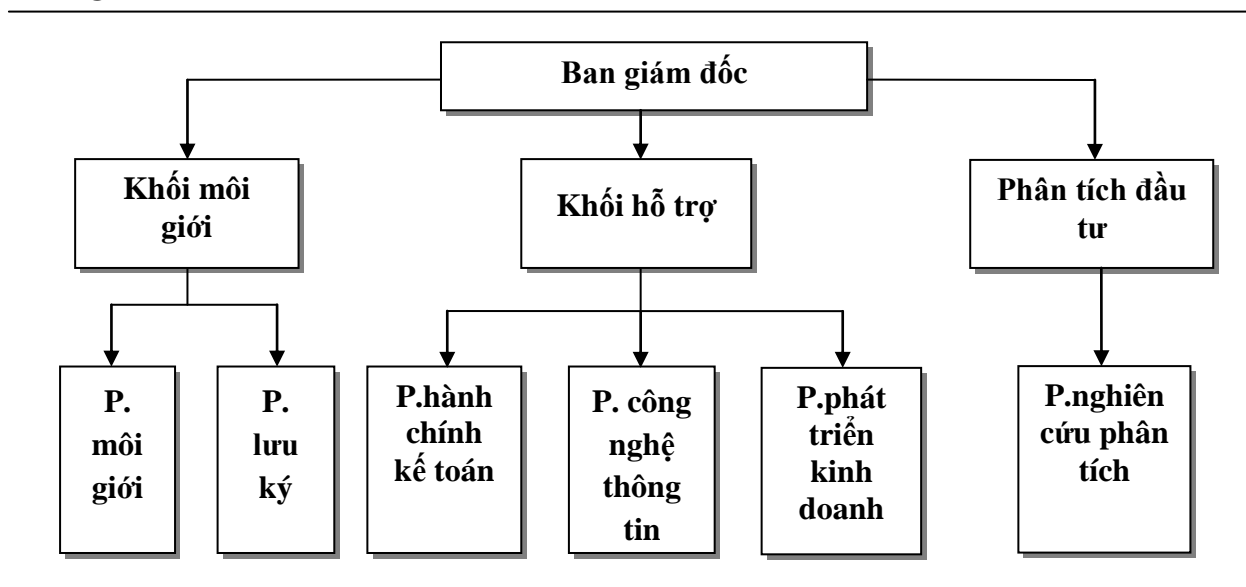 Ban giám đốc
Khối môi
giới
Khối hỗ trợ
Phân tích đầu
tư
P.
môi
giới
P.
lưu
ký
P.hành
chính
kế toán
P. công
nghệ
thông
tin
P.phát
triển
kinh
doanh
P.nghiên
cứu phân
tích